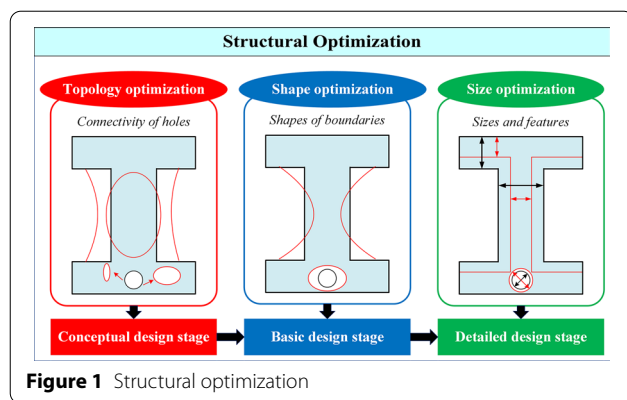 Structural Optimization
Topology optimization
Shape optimization
Size optimization
Connectivity of holes
Shapes of boundaries
Sizes and features
Conceptual design stage
Basic design stage
Detailed design stage
Figure 1 Structural optimization